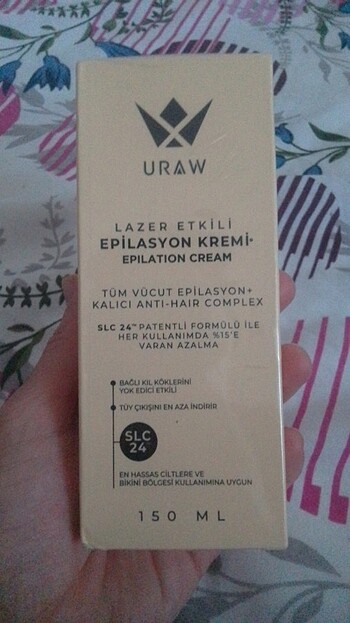 URAW
LAZER ETKİLİ
EPİLASYON KREMİ*
EPILATION CREAM
TÜM VÜCUT EPİLASYON+
KALICI ANTI-HAIR COMPLEX
SLC 24™ PATENTLİ FORMÜLÜ İLE
HER KULLANIMDA %15'E
VARAN AZALMA
BAĞLI KIL KÖKLERİNİ
YOK EDİCİ ETKİLİ
TÜY ÇIKIŞINI EN AZA İNDİRİR
SLC
24
EN HASSAS CİLTLERE VE
BİKİNİ BÖLGESİ KULLANIMINA UYGUN
150 ML